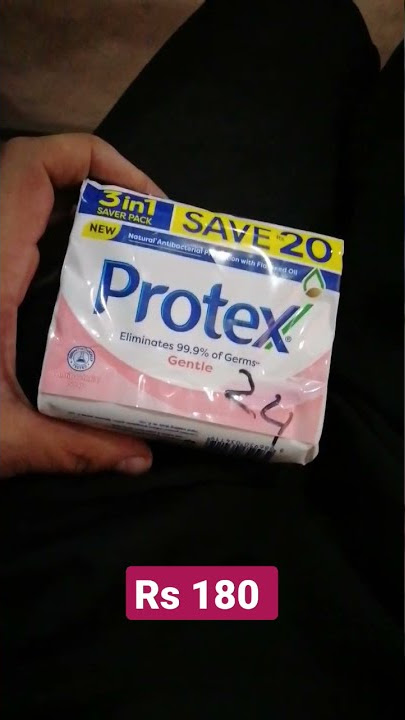 3 in 1
SAVER PACK
SAVE Rs 20
NEW
Natural Antibacterial Protection with Flaxseed Oil
Protex®
Eliminates 99.9% of Germs
Gentle
24
Rs 180